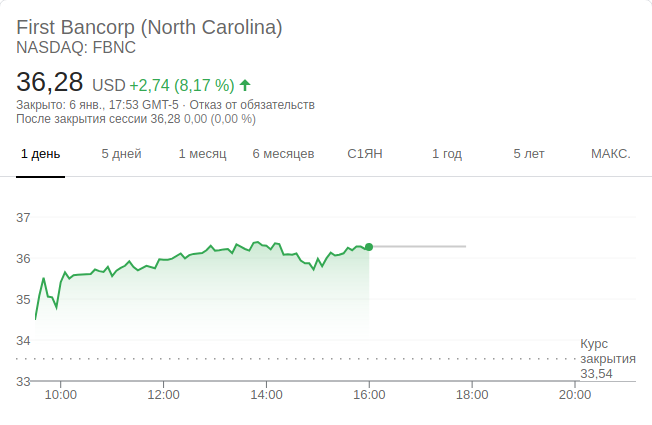 First Bancorp (North Carolina)
NASDAQ: FBNC
36,28 USD +2,74 (8,17 %)
Закрыто: 6 янв., 17:53 GMT-5 · Отказ от обязательств
После закрытия сессии 36,28 0,00 (0,00 %)
1 день 5 дней 1 месяц 6 месяцев С1ЯН 1 год 5 лет МАКС.
37
36
35
34
Курс
закрытия
33,54
33
10:00 12:00 14:00 16:00 18:00 20:00